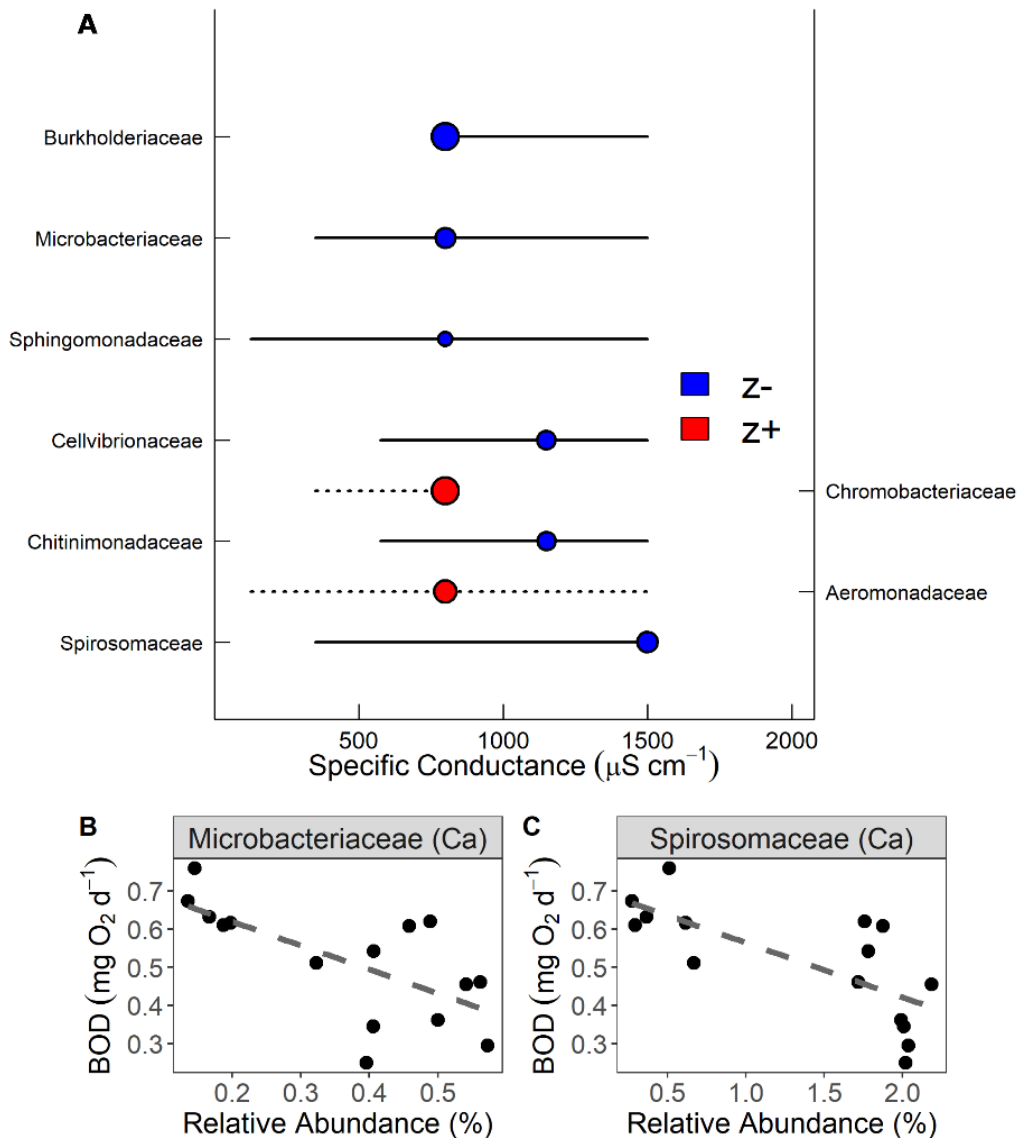 A
Burkholderiaceae
Microbacteriaceae
Sphingomonadaceae
z-
z+
Cellvibrionaceae
Chromobacteriaceae
Chitinimonadaceae
Aeromonadaceae
Spirosomaceae
500 1000 1500 2000
Specific Conductance (μS cm⁻¹)
B
Microbacteriaceae (Ca)
BOD (mg O₂ d⁻¹)
0.7
0.6
0.5
0.4
0.3
0.2 0.3 0.4 0.5
Relative Abundance (%)
C
Spirosomaceae (Ca)
BOD (mg O₂ d⁻¹)
0.7
0.6
0.5
0.4
0.3
0.5 1.0 1.5 2.0
Relative Abundance (%)